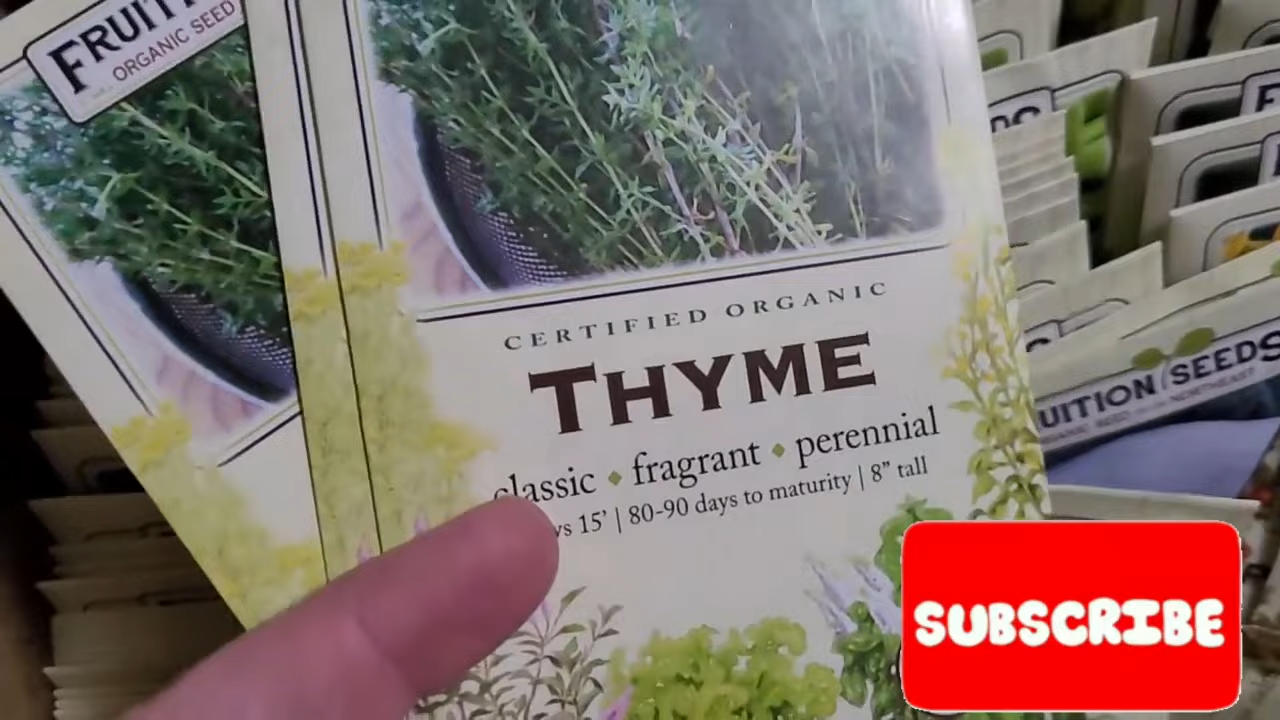 FRUIT
ORGANIC SEED
CERTIFIED ORGANIC
THYME
classic ⬥ fragrant ⬥ perennial
15' | 80-90 days to maturity | 8" tall
UITION SEEDS
SUBSCRIBE